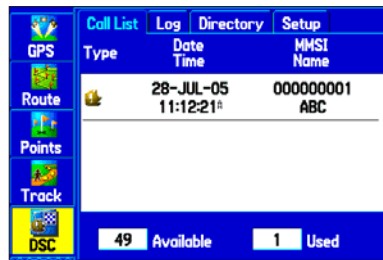 Call List Log Directory Setup
GPS
Type Date Time MMSI Name
Route
28-JUL-05 000000001
11:12:21 ABC
Points
Track
DSC
49 Available 1 Used